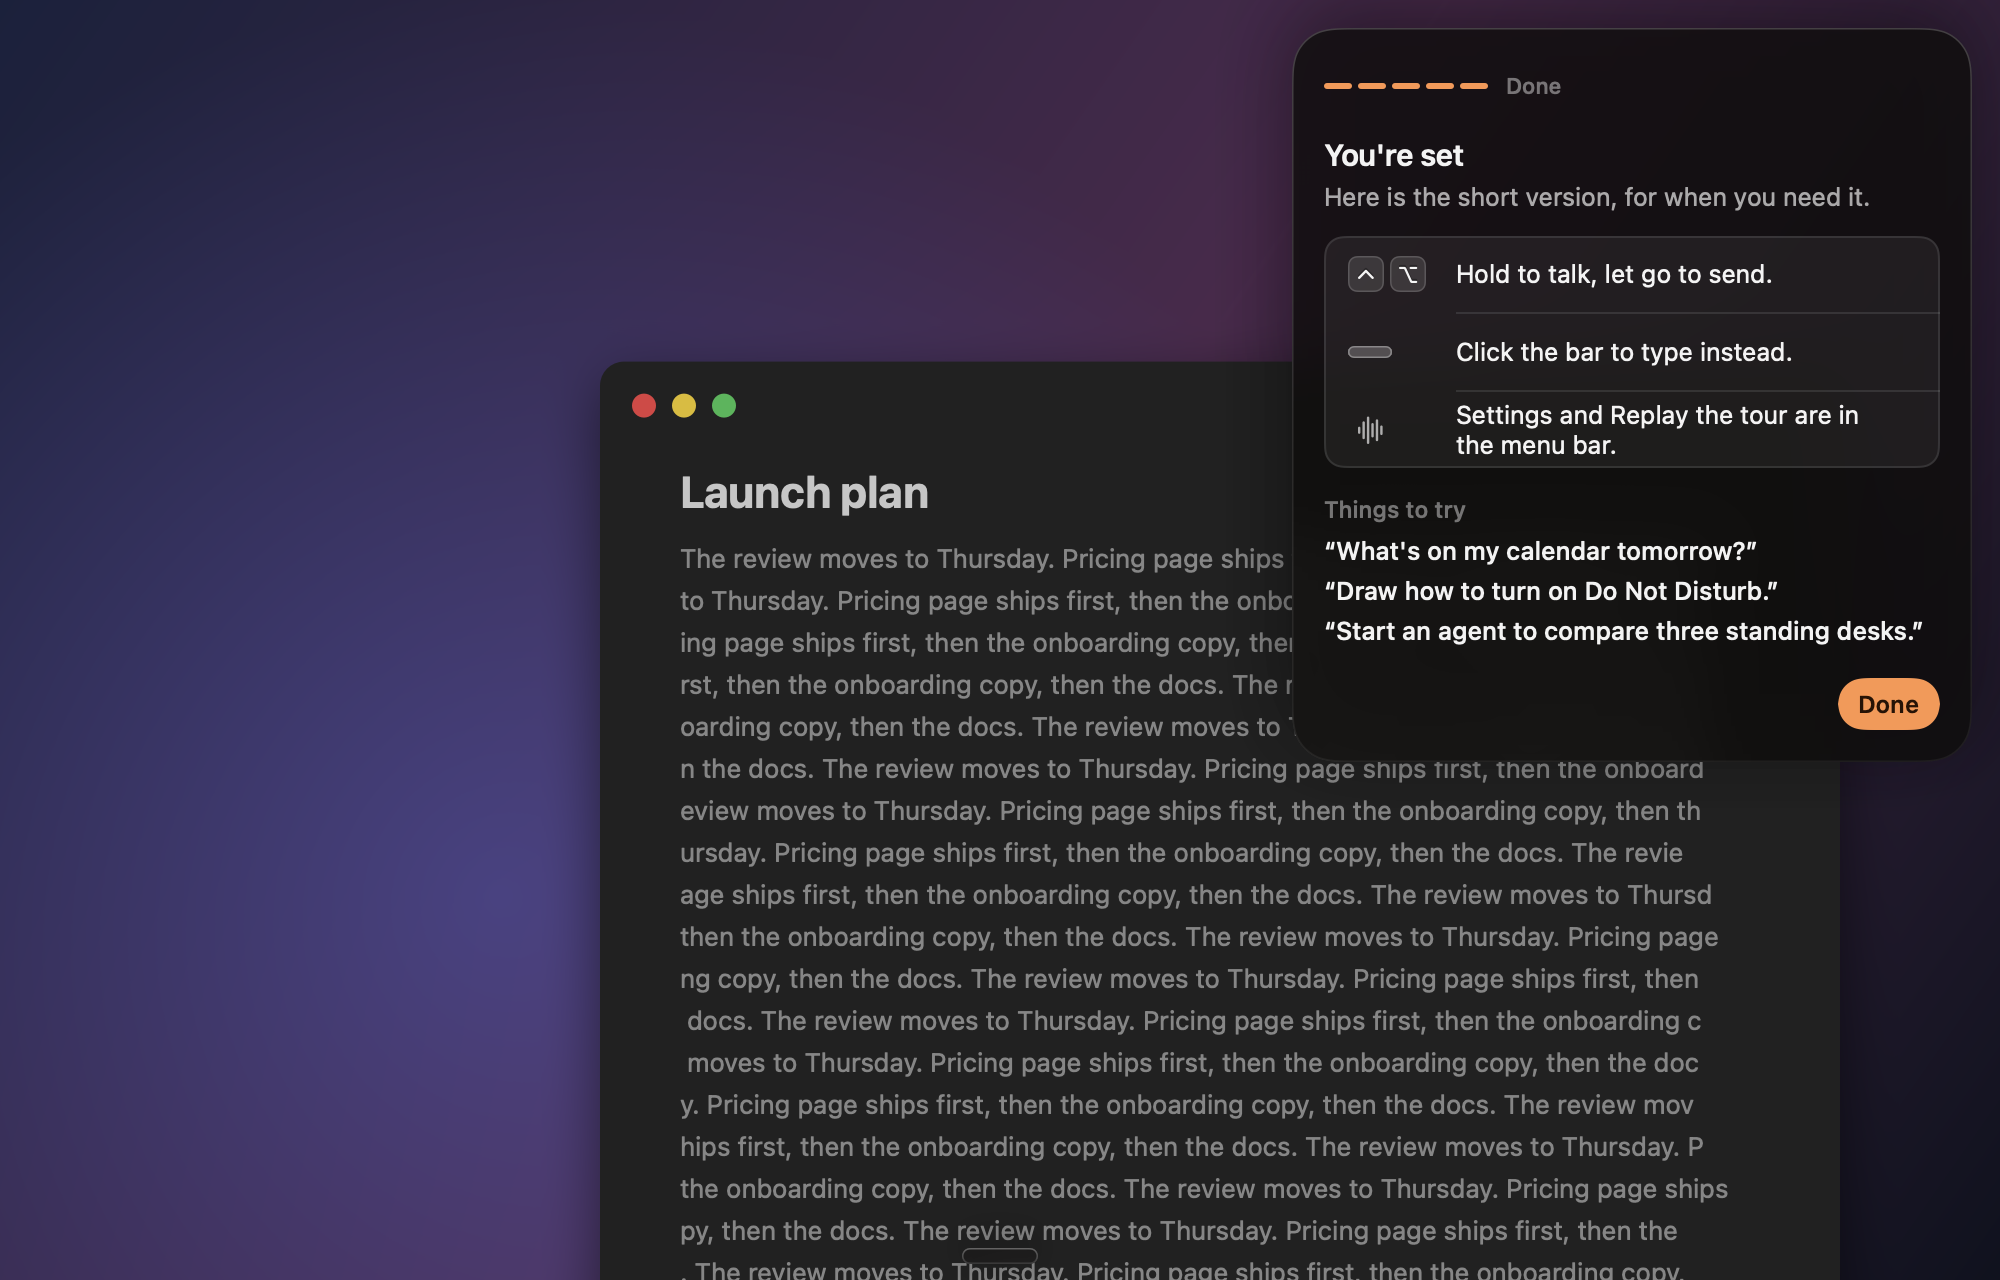 Done
You're set
Here is the short version, for when you need it.
Hold to talk, let go to send.
Click the bar to type instead.
Settings and Replay the tour are in
the menu bar.
Things to try
“What's on my calendar tomorrow?”
“Draw how to turn on Do Not Disturb.”
“Start an agent to compare three standing desks.”
Done
Launch plan
The review moves to Thursday. Pricing page ships
to Thursday. Pricing page ships first, then the onbo
ing page ships first, then the onboarding copy, then
rst, then the onboarding copy, then the docs. The r
oarding copy, then the docs. The review moves to
n the docs. The review moves to Thursday. Pricing page ships first, then the onboard
eview moves to Thursday. Pricing page ships first, then the onboarding copy, then th
ursday. Pricing page ships first, then the onboarding copy, then the docs. The revie
age ships first, then the onboarding copy, then the docs. The review moves to Thursd
then the onboarding copy, then the docs. The review moves to Thursday. Pricing page
ng copy, then the docs. The review moves to Thursday. Pricing page ships first, then
docs. The review moves to Thursday. Pricing page ships first, then the onboarding c
moves to Thursday. Pricing page ships first, then the onboarding copy, then the doc
y. Pricing page ships first, then the onboarding copy, then the docs. The review mov
hips first, then the onboarding copy, then the docs. The review moves to Thursday. P
the onboarding copy, then the docs. The review moves to Thursday. Pricing page ships
py, then the docs. The review moves to Thursday. Pricing page ships first, then the
. The review moves to Thursday. Pricing page ships first, then the onboarding copy,